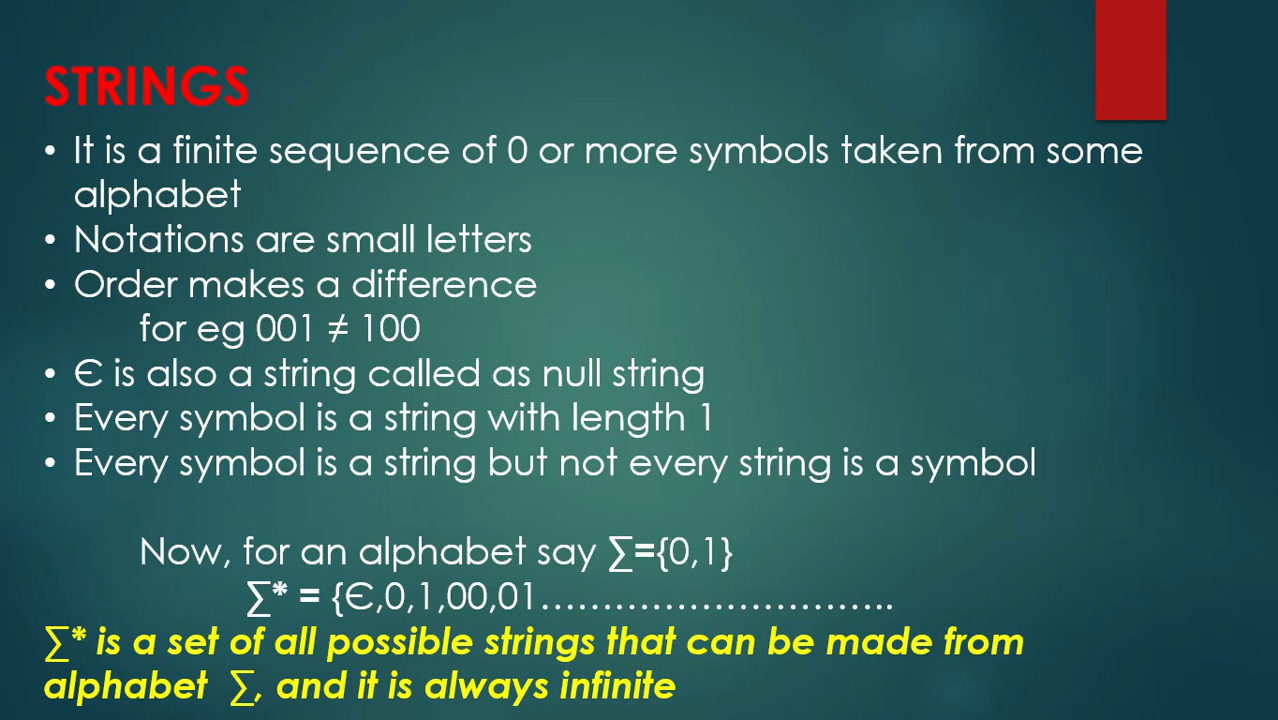 STRINGS
• It is a finite sequence of 0 or more symbols taken from some
alphabet
• Notations are small letters
• Order makes a difference
for eg 001 ≠ 100
• Є is also a string called as null string
• Every symbol is a string with length 1
• Every symbol is a string but not every string is a symbol
Now, for an alphabet say ∑={0,1}
∑* = {Є,0,1,00,01…………………………..
∑* is a set of all possible strings that can be made from
alphabet ∑, and it is always infinite